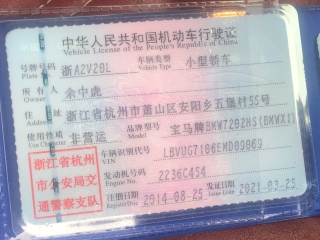 中华人民共和国机动车行驶证
Vehicle License of the People's Republic of China
号牌号码 浙A2V20L 车辆类型 小型轿车
Plate Vehicle Type
所有人 余中虎
Owner
住址 浙江省杭州市萧山区安阳乡五堡村55号
Address
使用性质 非营运 品牌型号 宝马牌BMW7202HS(BMWX1)
Use Model
浙江省杭州市公安局交通警察支队
车辆识别代号 LBVUG7106EMD09869
VIN
发动机号码 2236C454
Engine No.
注册日期 2014-08-25 发证日期 2021-03-25
Register Date Issue Date